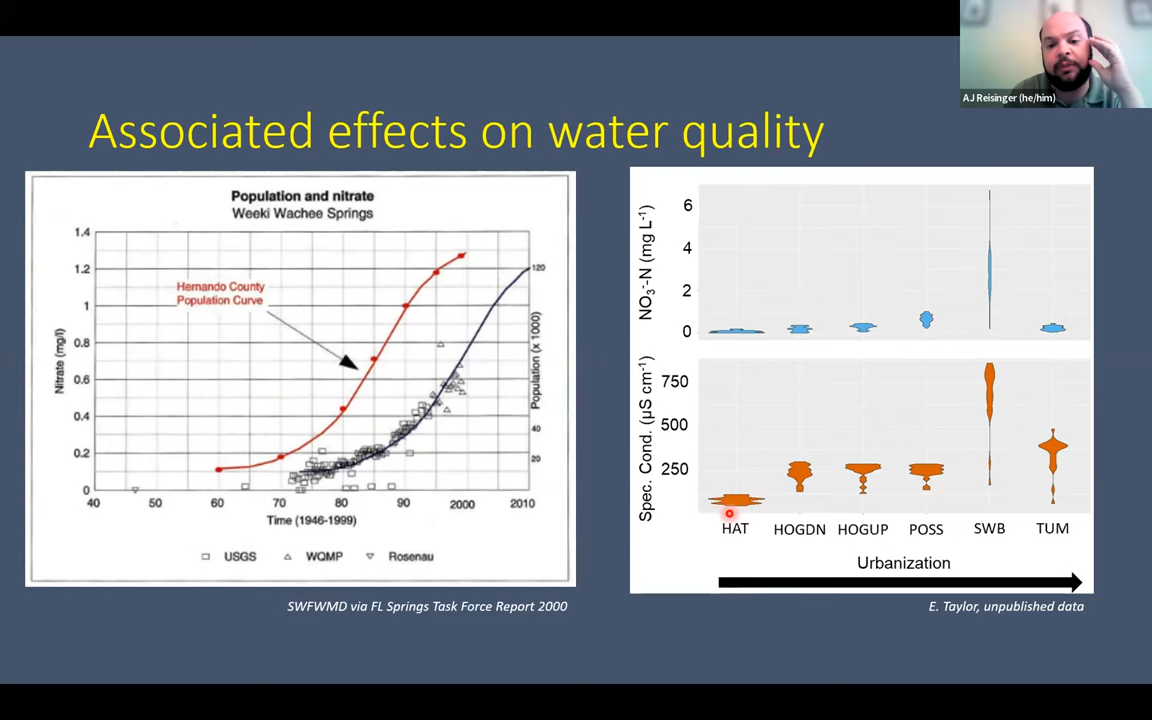 AJ Reisinger (he/him)
Associated effects on water quality
Population and nitrate
Weeki Wachee Springs
1.4
1.2
1
0.8
0.6
0.4
0.2
0
Nitrate (mg/l)
Hernando County
Population Curve
120
40
20
Population (x 1000)
40 50 60 70 80 90 2000 2010
Time (1946-1999)
USGS WQMP Rosenau
SWFWMD via FL Springs Task Force Report 2000
NO3--N (mg L-1)
6
4
2
0
Spec. Cond. (µS cm-1)
750
500
250
HAT HOGDN HOGUP POSS SWB TUM
Urbanization
E. Taylor, unpublished data